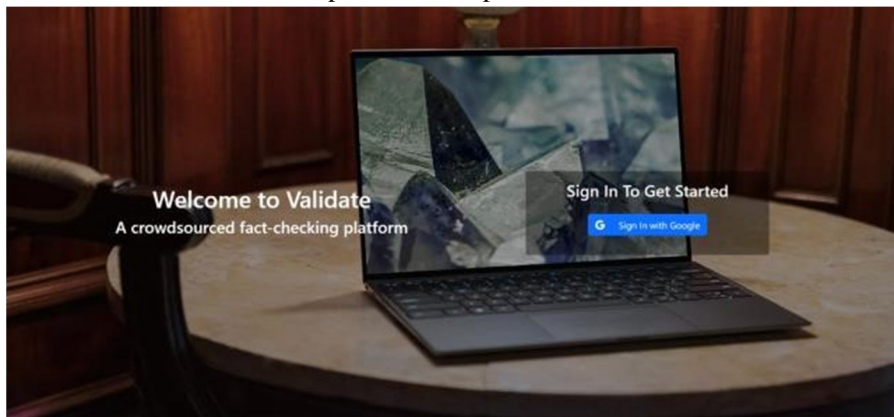 Welcome to Validate
A crowdsourced fact-checking platform
Sign In To Get Started
G Sign In with Google